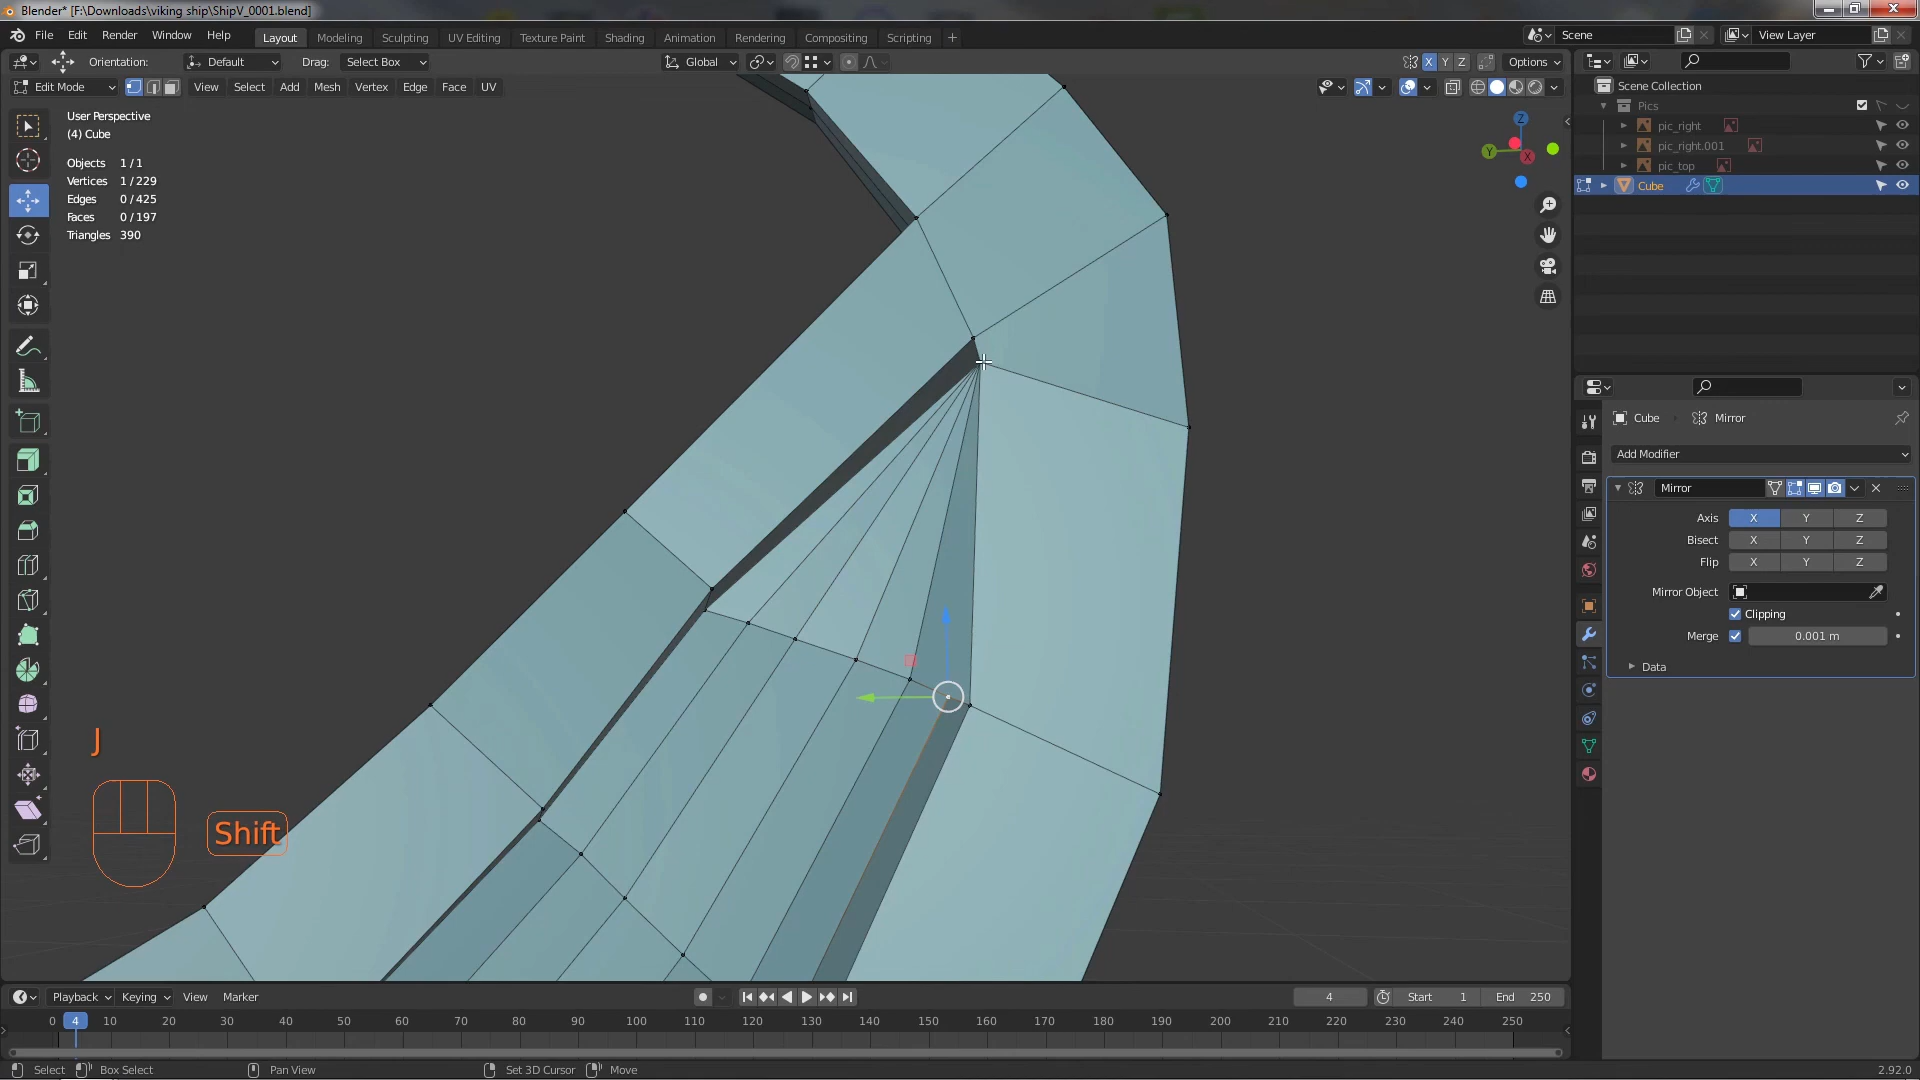 Blender* [F:\Downloads\viking ship\ShipV_0001.blend]
File Edit Render Window Help
Layout Modeling Sculpting UV Editing Texture Paint Shading Animation Rendering Compositing Scripting +
Scene
View Layer
Orientation: Default Drag: Select Box
Global
X Y Z
Options
Edit Mode View Select Add Mesh Vertex Edge Face UV
Scene Collection
Pics
pic_right
pic_right.001
pic_top
Cube
User Perspective
(4) Cube
Objects 1 / 1
Vertices 1 / 229
Edges 0 / 425
Faces 0 / 197
Triangles 390
Z
Y
X
Cube Mirror
Add Modifier
Mirror
Axis X Y Z
Bisect X Y Z
Flip X Y Z
Mirror Object
Clipping
Merge 0.001 m
Data
J
Shift
Playback Keying View Marker
4
Start 1
End 250
0 4 10 20 30 40 50 60 70 80 90 100 110 120 130 140 150 160 170 180 190 200 210 220 230 240 250
Select Box Select Pan View Set 3D Cursor Move
2.92.0